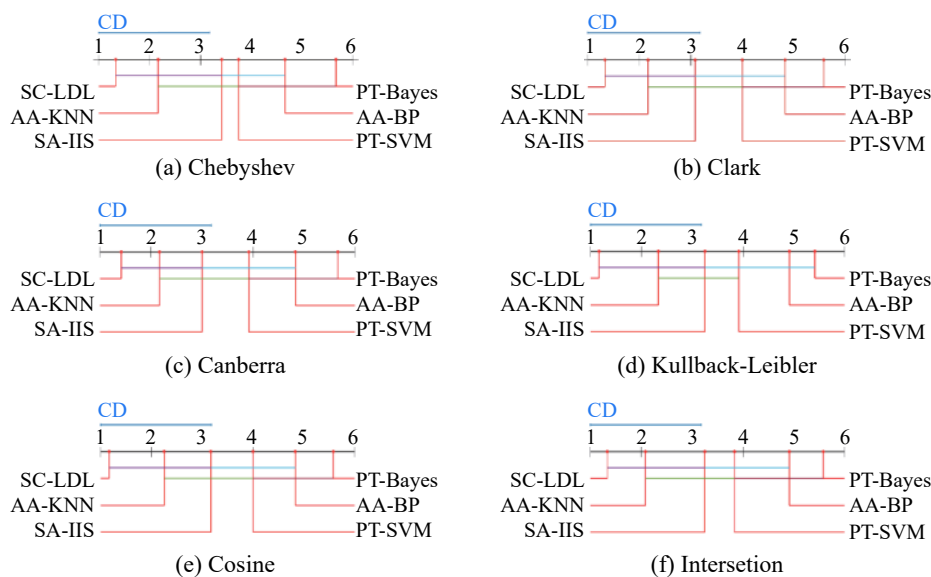 CD
1 2 3 4 5 6
SC-LDL PT-Bayes
AA-KNN AA-BP
SA-IIS PT-SVM
(a) Chebyshev
CD
1 2 3 4 5 6
SC-LDL PT-Bayes
AA-KNN AA-BP
SA-IIS PT-SVM
(b) Clark
CD
1 2 3 4 5 6
SC-LDL PT-Bayes
AA-KNN AA-BP
SA-IIS PT-SVM
(c) Canberra
CD
1 2 3 4 5 6
SC-LDL PT-Bayes
AA-KNN AA-BP
SA-IIS PT-SVM
(d) Kullback-Leibler
CD
1 2 3 4 5 6
SC-LDL PT-Bayes
AA-KNN AA-BP
SA-IIS PT-SVM
(e) Cosine
CD
1 2 3 4 5 6
SC-LDL PT-Bayes
AA-KNN AA-BP
SA-IIS PT-SVM
(f) Intersetion